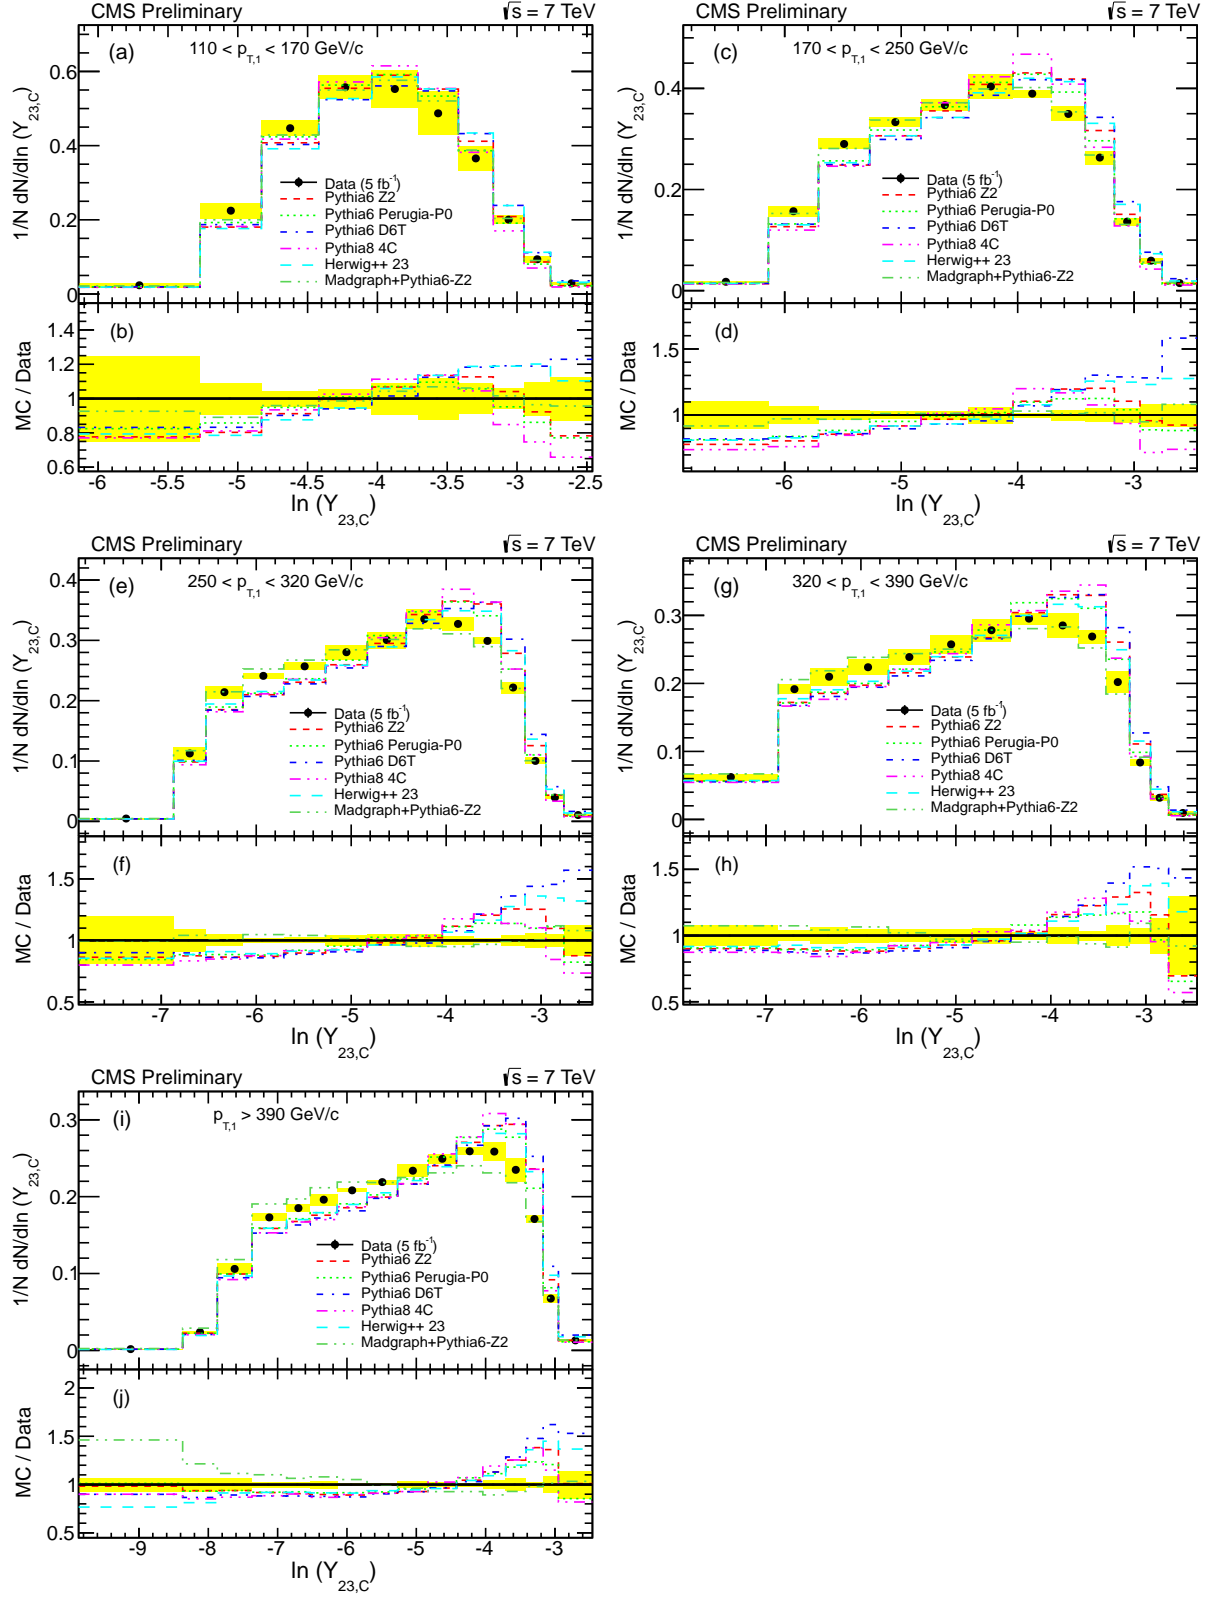 CMS Preliminary √s = 7 TeV
(a) 110 < p_T,1 < 170 GeV/c
1/N dN/dln (Y_23,C)
0.6
0.4
0.2
0
Data (5 fb⁻¹)
Pythia6 Z2
Pythia6 Perugia-P0
Pythia6 D6T
Pythia8 4C
Herwig++ 23
Madgraph+Pythia6-Z2
(b)
MC / Data
1.4
1.2
1
0.8
0.6
-6 -5.5 -5 -4.5 -4 -3.5 -3 -2.5
ln (Y_23,C)
CMS Preliminary √s = 7 TeV
(c) 170 < p_T,1 < 250 GeV/c
1/N dN/dln (Y_23,C)
0.4
0.2
0
Data (5 fb⁻¹)
Pythia6 Z2
Pythia6 Perugia-P0
Pythia6 D6T
Pythia8 4C
Herwig++ 23
Madgraph+Pythia6-Z2
(d)
MC / Data
1.5
1
-6 -5 -4 -3
ln (Y_23,C)
CMS Preliminary √s = 7 TeV
(e) 250 < p_T,1 < 320 GeV/c
1/N dN/dln (Y_23,C)
0.4
0.3
0.2
0.1
0
Data (5 fb⁻¹)
Pythia6 Z2
Pythia6 Perugia-P0
Pythia6 D6T
Pythia8 4C
Herwig++ 23
Madgraph+Pythia6-Z2
(f)
MC / Data
1.5
1
0.5
-7 -6 -5 -4 -3
ln (Y_23,C)
CMS Preliminary √s = 7 TeV
(g) 320 < p_T,1 < 390 GeV/c
1/N dN/dln (Y_23,C)
0.3
0.2
0.1
0
Data (5 fb⁻¹)
Pythia6 Z2
Pythia6 Perugia-P0
Pythia6 D6T
Pythia8 4C
Herwig++ 23
Madgraph+Pythia6-Z2
(h)
MC / Data
1.5
1
0.5
-7 -6 -5 -4 -3
ln (Y_23,C)
CMS Preliminary √s = 7 TeV
(i) p_T,1 > 390 GeV/c
1/N dN/dln (Y_23,C)
0.3
0.2
0.1
0
Data (5 fb⁻¹)
Pythia6 Z2
Pythia6 Perugia-P0
Pythia6 D6T
Pythia8 4C
Herwig++ 23
Madgraph+Pythia6-Z2
(j)
MC / Data
2
1.5
1
0.5
-9 -8 -7 -6 -5 -4 -3
ln (Y_23,C)